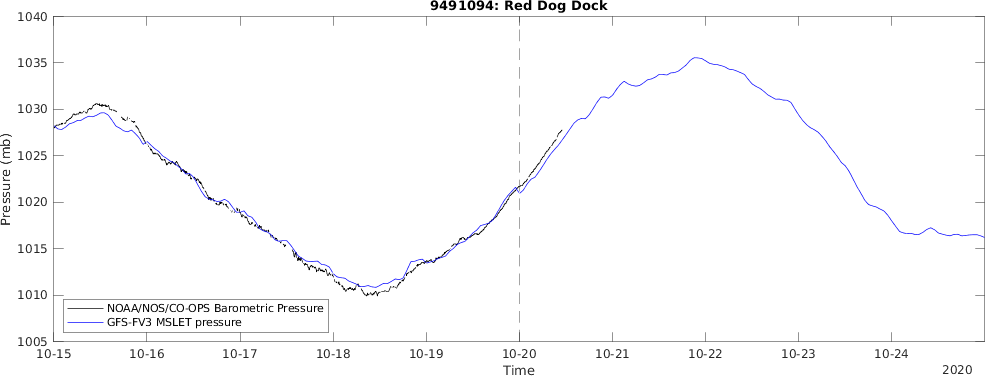 9491094: Red Dog Dock
1040
1035
1030
1025
1020
1015
1010
1005
Pressure (mb)
NOAA/NOS/CO-OPS Barometric Pressure
GFS-FV3 MSLET pressure
10-15 10-16 10-17 10-18 10-19 10-20 10-21 10-22 10-23 10-24
Time
2020